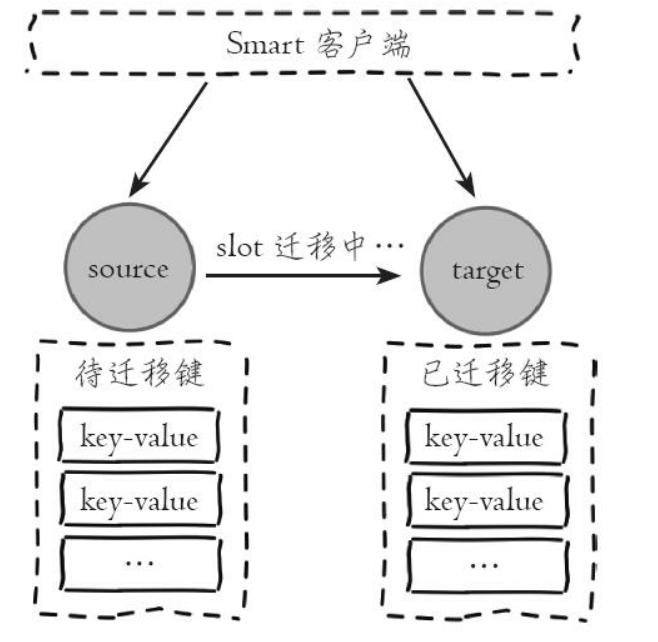 Smart 客户端
slot 迁移中…
source
target
待迁移键
已迁移键
key-value
key-value
key-value
key-value
…
…